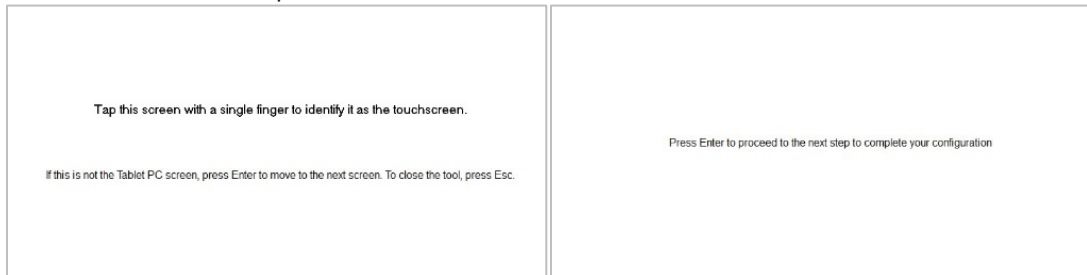 Tap this screen with a single finger to identify it as the touchscreen.
If this is not the Tablet PC screen, press Enter to move to the next screen. To close the tool, press Esc.
Press Enter to proceed to the next step to complete your configuration